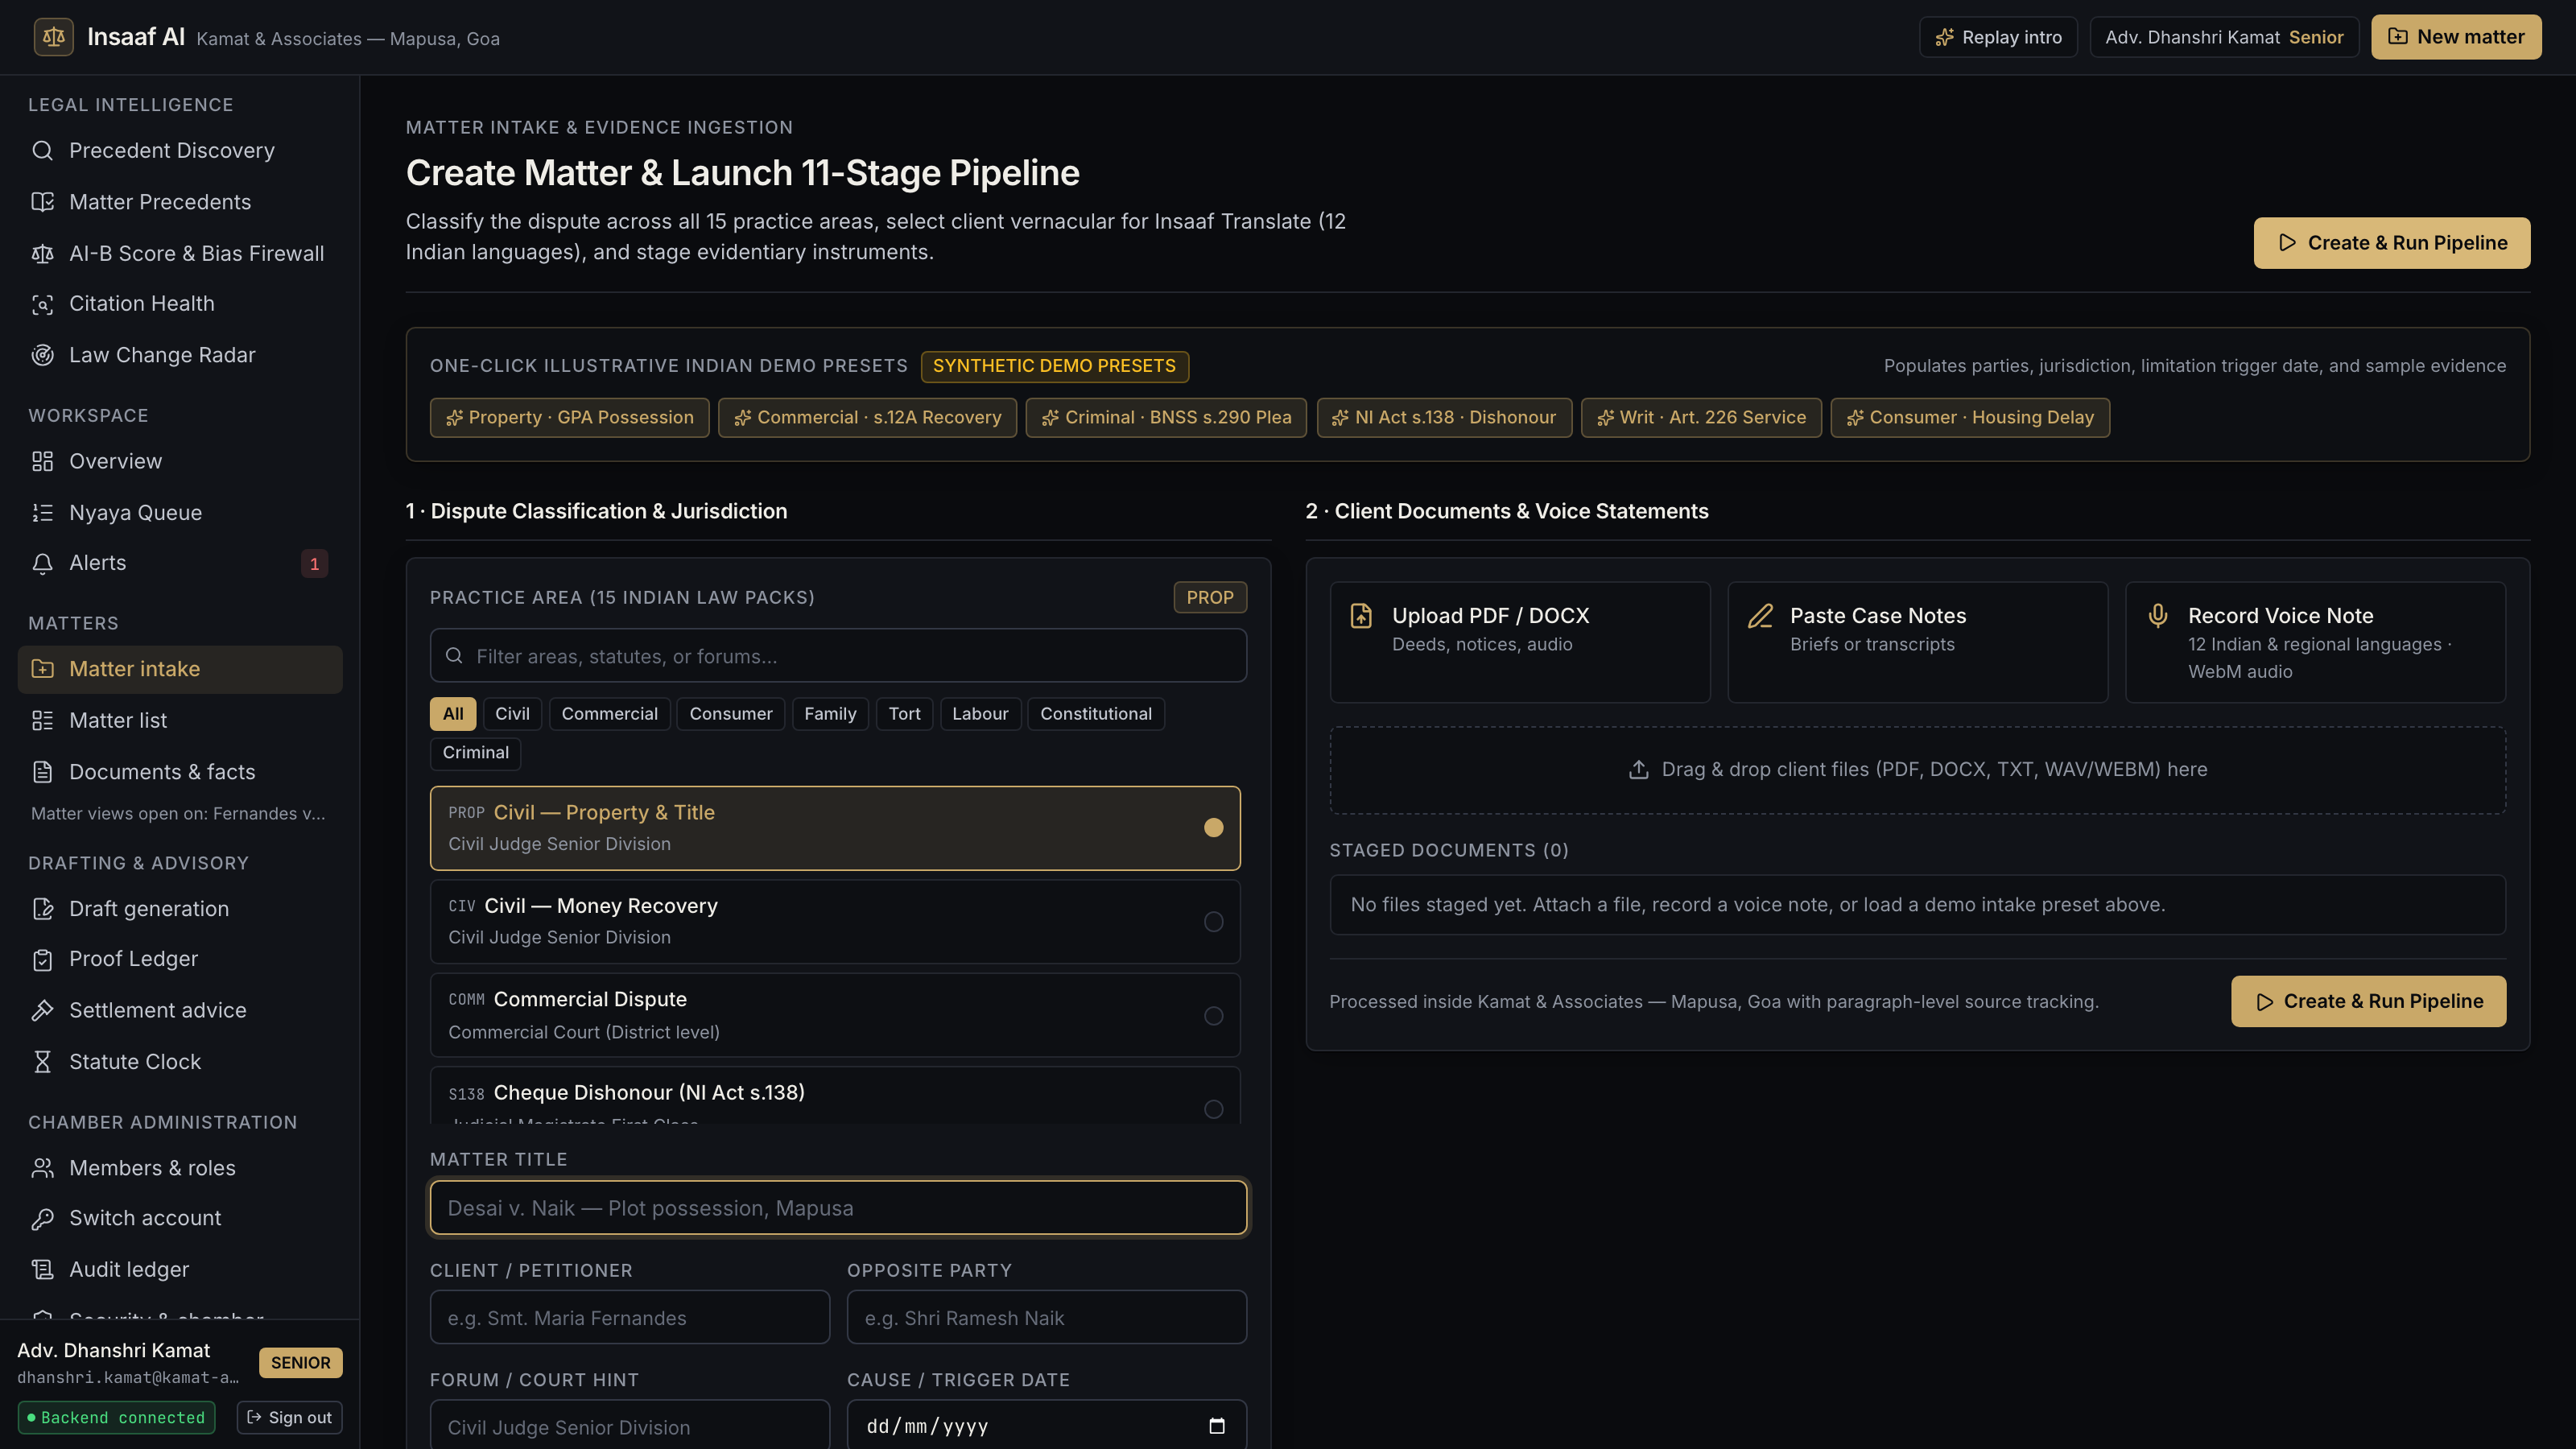 Insaaf AI Kamat & Associates — Mapusa, Goa
Replay intro
Adv. Dhanshri Kamat Senior
New matter
LEGAL INTELLIGENCE
Precedent Discovery
Matter Precedents
AI-B Score & Bias Firewall
Citation Health
Law Change Radar
WORKSPACE
Overview
Nyaya Queue
Alerts 1
MATTERS
Matter intake
Matter list
Documents & facts
Matter views open on: Fernandes v...
DRAFTING & ADVISORY
Draft generation
Proof Ledger
Settlement advice
Statute Clock
CHAMBER ADMINISTRATION
Members & roles
Switch account
Audit ledger
Security & chamber
Adv. Dhanshri Kamat
dhanshri.kamat@kamat-a…
SENIOR
Backend connected
Sign out
MATTER INTAKE & EVIDENCE INGESTION
Create Matter & Launch 11-Stage Pipeline
Classify the dispute across all 15 practice areas, select client vernacular for Insaaf Translate (12
Indian languages), and stage evidentiary instruments.
Create & Run Pipeline
ONE-CLICK ILLUSTRATIVE INDIAN DEMO PRESETS SYNTHETIC DEMO PRESETS
Populates parties, jurisdiction, limitation trigger date, and sample evidence
Property · GPA Possession
Commercial · s.12A Recovery
Criminal · BNSS s.290 Plea
NI Act s.138 · Dishonour
Writ · Art. 226 Service
Consumer · Housing Delay
1 · Dispute Classification & Jurisdiction
PRACTICE AREA (15 INDIAN LAW PACKS) PROP
Filter areas, statutes, or forums...
All Civil Commercial Consumer Family Tort Labour Constitutional
Criminal
PROP Civil — Property & Title
Civil Judge Senior Division
CIV Civil — Money Recovery
Civil Judge Senior Division
COMM Commercial Dispute
Commercial Court (District level)
S138 Cheque Dishonour (NI Act s.138)
Judicial Magistrate First Class
MATTER TITLE
Desai v. Naik — Plot possession, Mapusa
CLIENT / PETITIONER
e.g. Smt. Maria Fernandes
OPPOSITE PARTY
e.g. Shri Ramesh Naik
FORUM / COURT HINT
Civil Judge Senior Division
CAUSE / TRIGGER DATE
dd/mm/yyyy
2 · Client Documents & Voice Statements
Upload PDF / DOCX
Deeds, notices, audio
Paste Case Notes
Briefs or transcripts
Record Voice Note
12 Indian & regional languages ·
WebM audio
Drag & drop client files (PDF, DOCX, TXT, WAV/WEBM) here
STAGED DOCUMENTS (0)
No files staged yet. Attach a file, record a voice note, or load a demo intake preset above.
Processed inside Kamat & Associates — Mapusa, Goa with paragraph-level source tracking.
Create & Run Pipeline